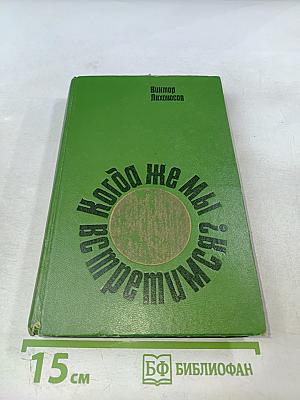 Виктор
Лихоносов
Когда же мы
встретимся?
15 см
БФ БИБЛИОФАН